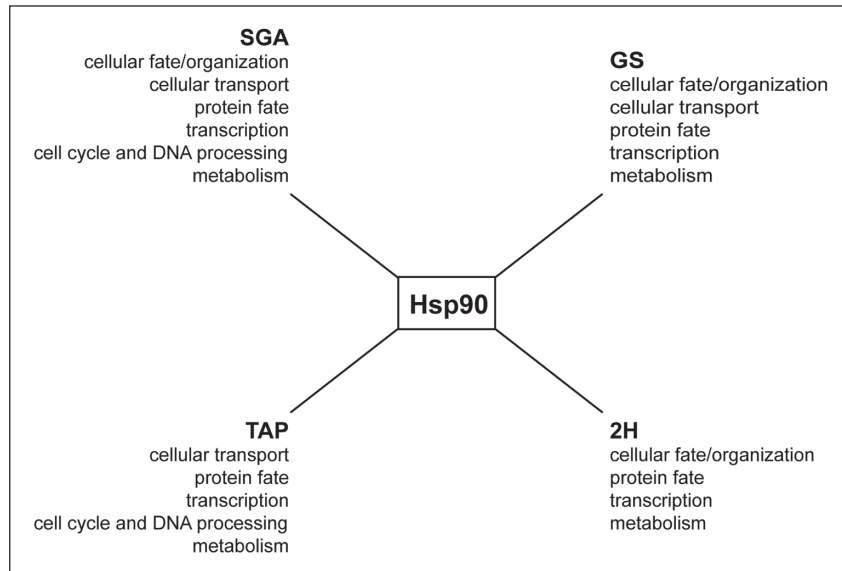 SGA
cellular fate/organization
cellular transport
protein fate
transcription
cell cycle and DNA processing
metabolism
GS
cellular fate/organization
cellular transport
protein fate
transcription
metabolism
Hsp90
TAP
cellular transport
protein fate
transcription
cell cycle and DNA processing
metabolism
2H
cellular fate/organization
protein fate
transcription
metabolism